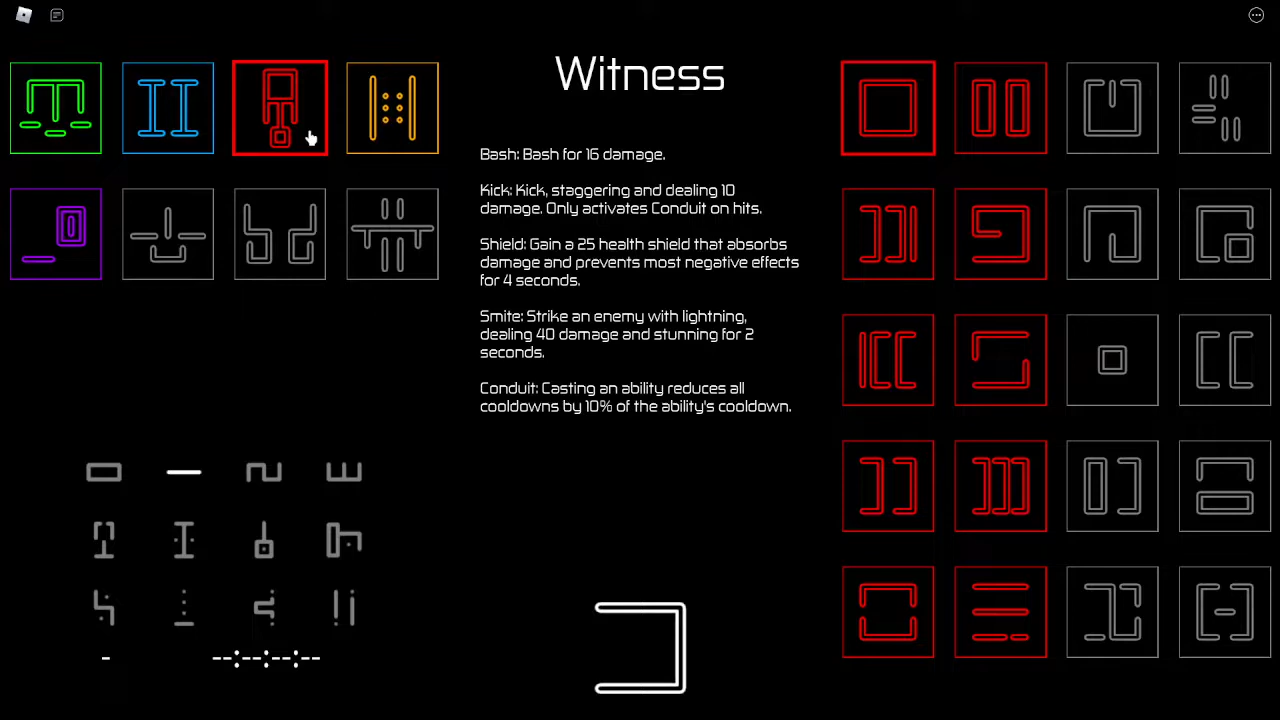 Witness
Bash: Bash for 16 damage.
Kick: Kick, staggering and dealing 10
damage. Only activates Conduit on hits.
Shield: Gain a 25 health shield that absorbs
damage and prevents most negative effects
for 4 seconds.
Smite: Strike an enemy with lightning,
dealing 40 damage and stunning for 2
seconds.
Conduit: Casting an ability reduces all
cooldowns by 10% of the ability's cooldown.
- --:--:--:--